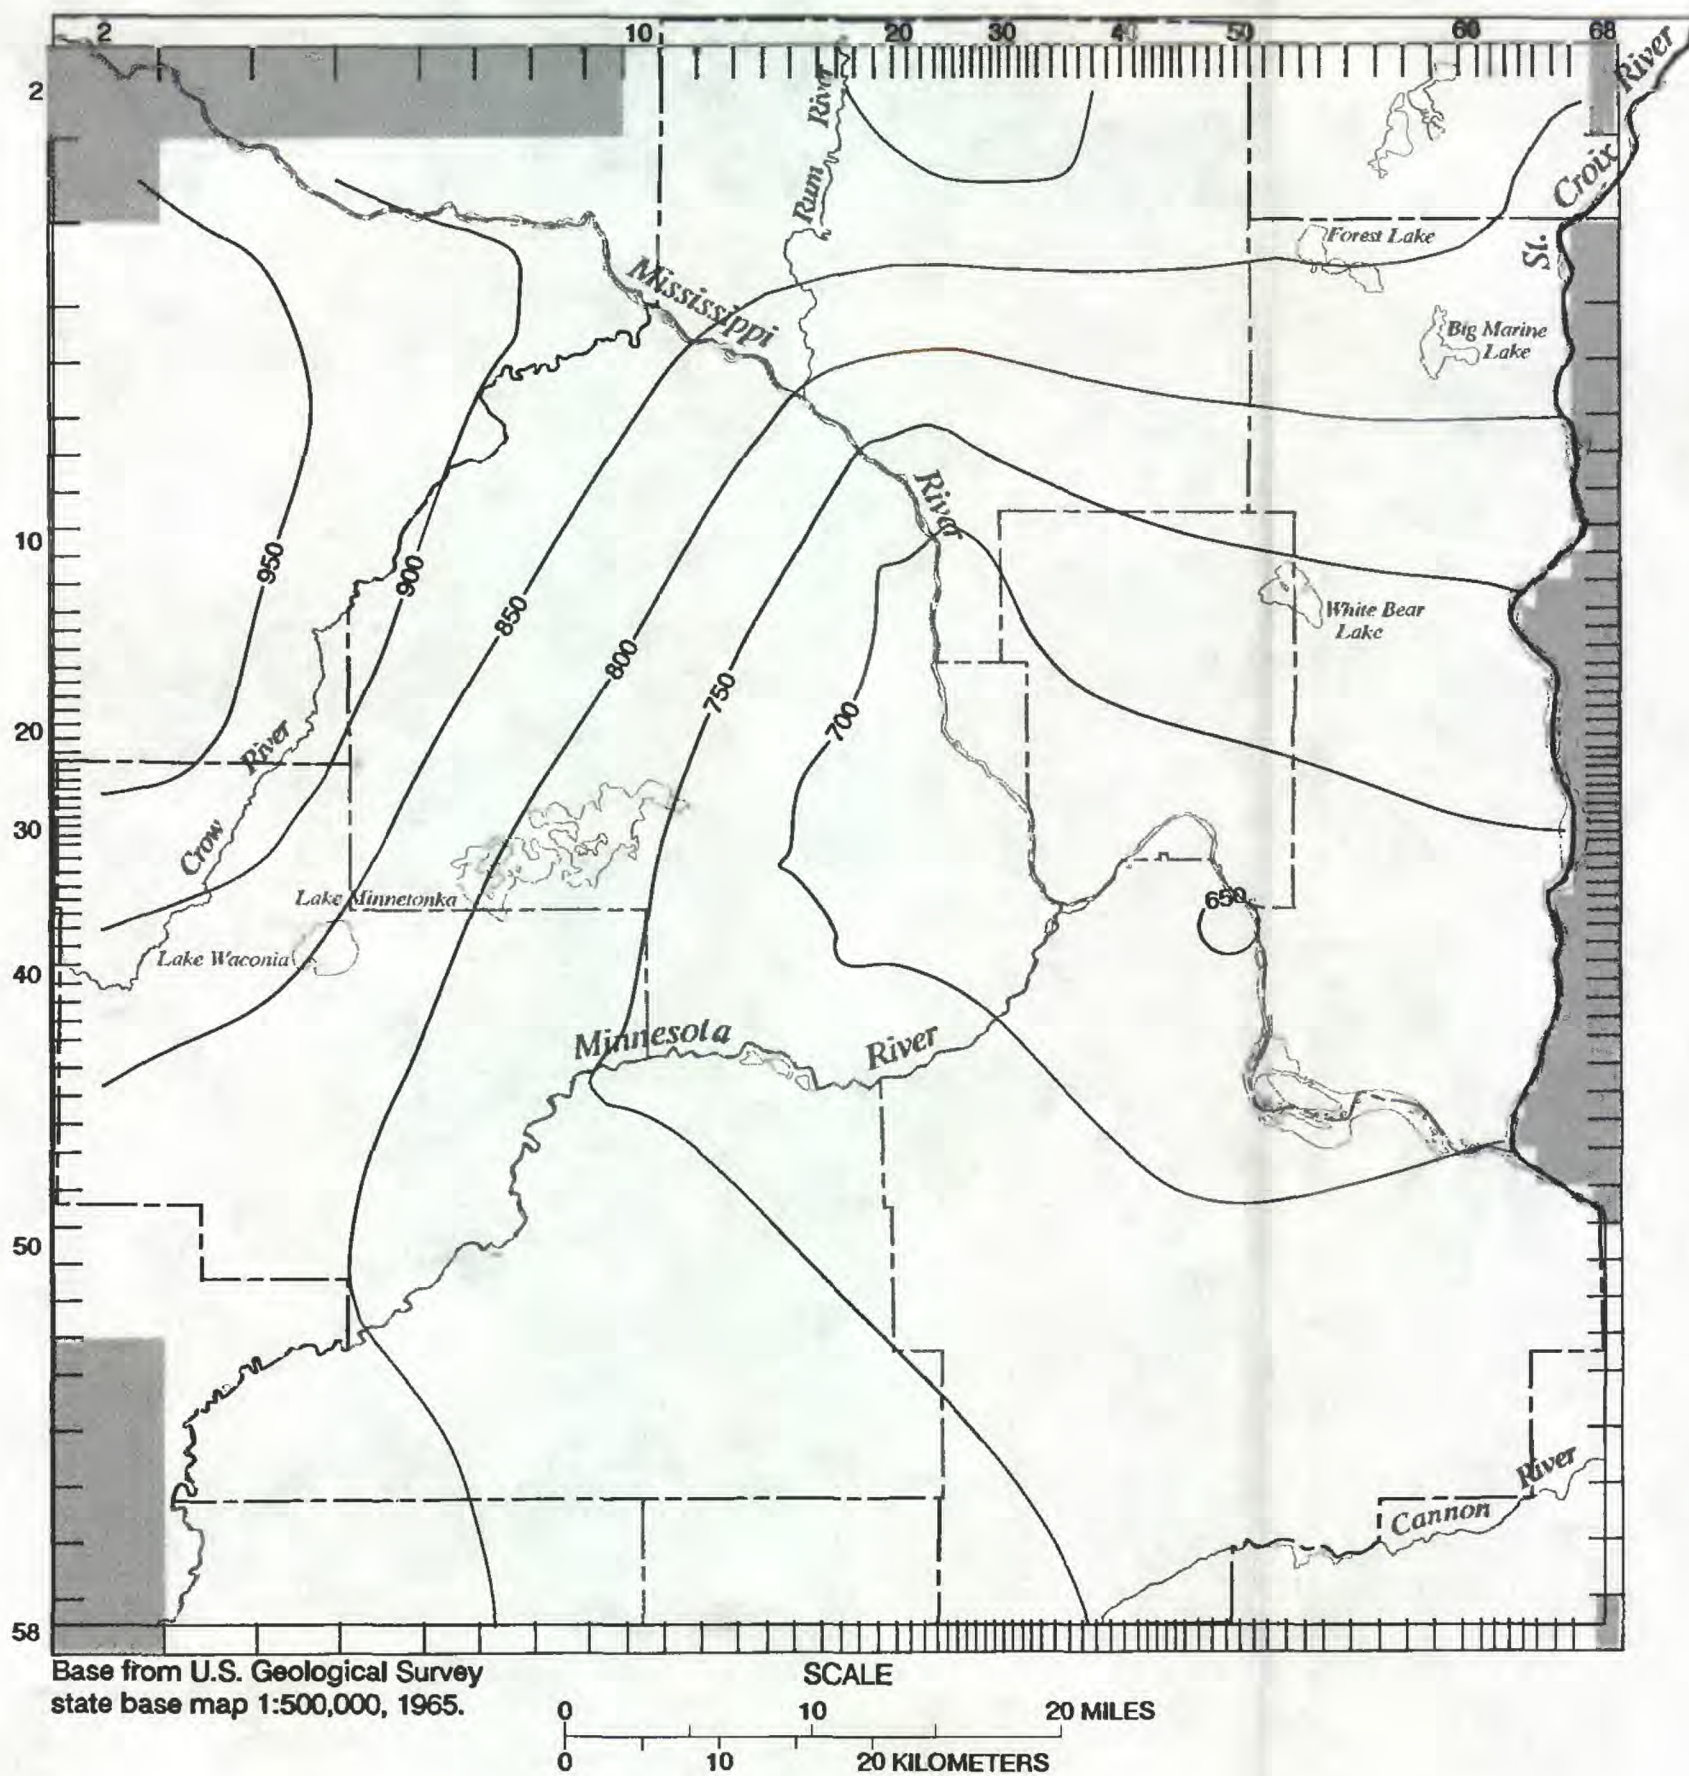 2 10 20 30 40 50 60 68
2
10
20
30
40
50
58
River
St. Croix
Rum River
Forest Lake
Mississippi
River
Big Marine
Lake
White Bear
Lake
950
900
850
800
750
700
650
Crow River
Lake Minnetonka
Lake Waconia
Minnesota River
Cannon River
Base from U.S. Geological Survey
state base map 1:500,000, 1965.
SCALE
0 10 20 MILES
0 10 20 KILOMETERS